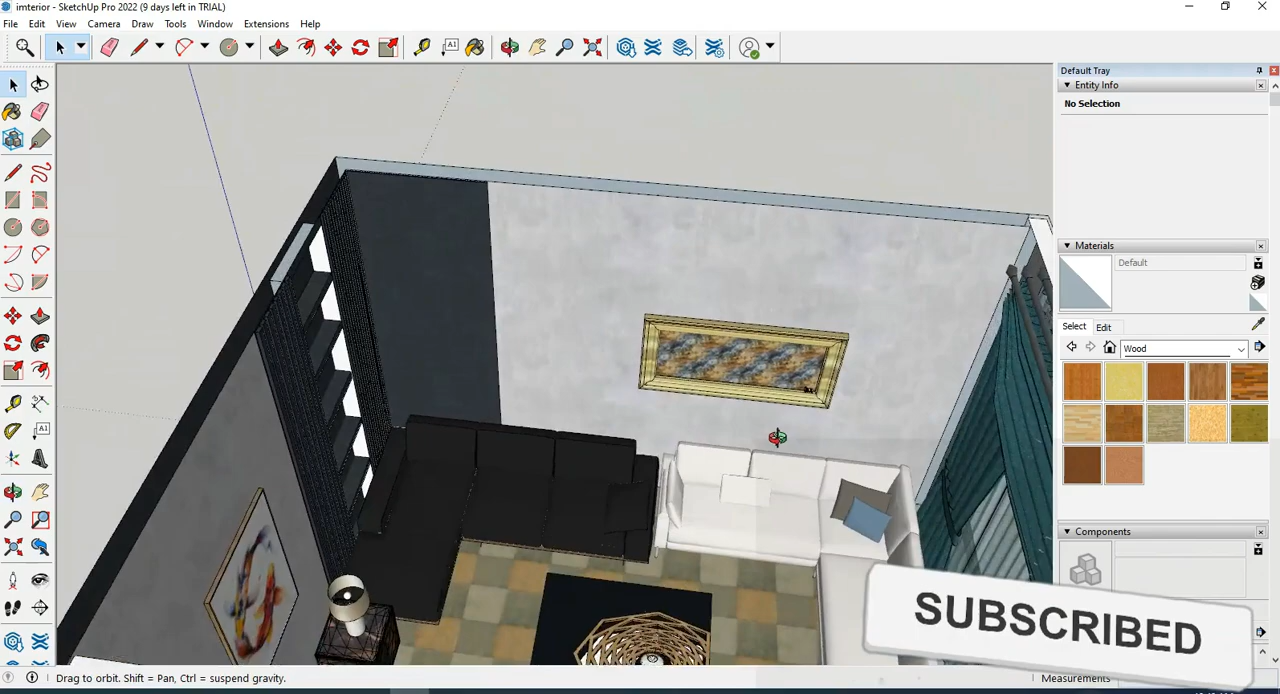 imterior - SketchUp Pro 2022 (9 days left in TRIAL)
File Edit View Camera Draw Tools Window Extensions Help
Default Tray
Entity Info
No Selection
Materials
Default
Select Edit
Wood
Components
SUBSCRIBED
Drag to orbit. Shift = Pan, Ctrl = suspend gravity.
Measurements